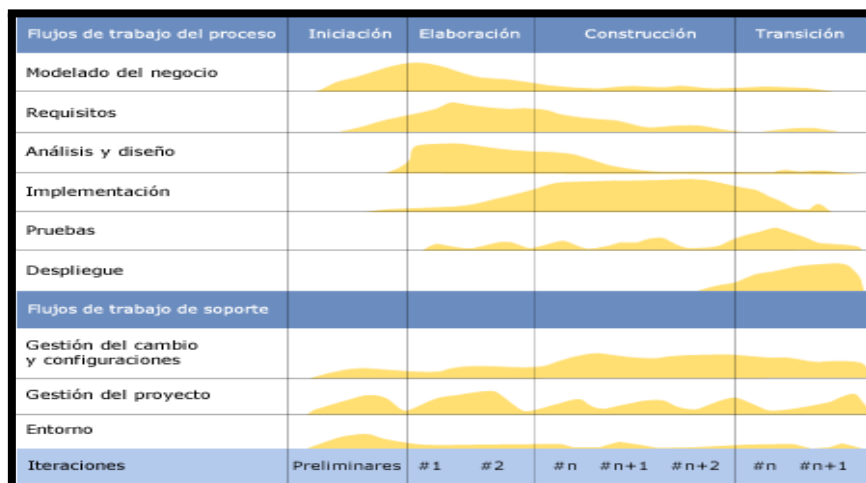 Flujos de trabajo del proceso Iniciación Elaboración Construcción Transición
Modelado del negocio
Requisitos
Análisis y diseño
Implementación
Pruebas
Despliegue
Flujos de trabajo de soporte
Gestión del cambio
y configuraciones
Gestión del proyecto
Entorno
Iteraciones Preliminares #1 #2 #n #n+1 #n+2 #n #n+1